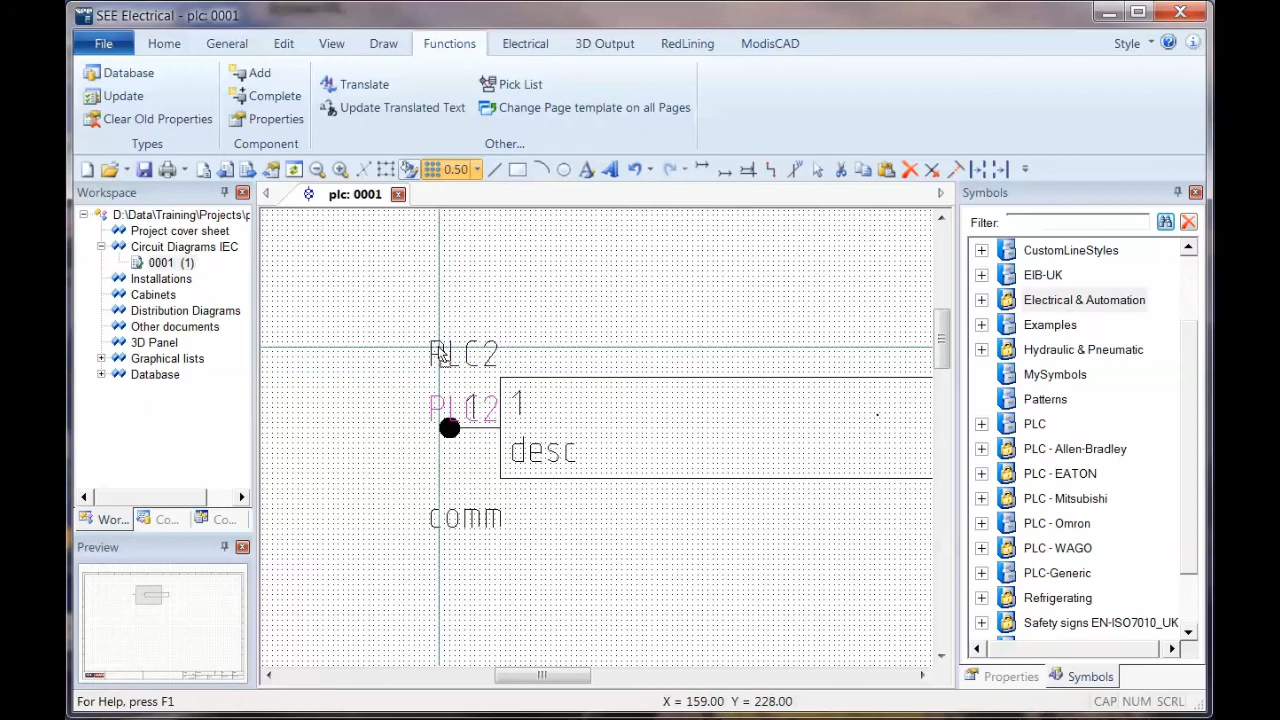 SEE Electrical - plc: 0001
File Home General Edit View Draw Functions Electrical 3D Output RedLining ModisCAD Style
Database
Update
Clear Old Properties
Types
Add
Complete
Properties
Component
Translate
Update Translated Text
Pick List
Change Page template on all Pages
Other...
0.50
Workspace
plc: 0001
Symbols
D:\Data\Training\Projects\p
Project cover sheet
Circuit Diagrams IEC
0001 (1)
Installations
Cabinets
Distribution Diagrams
Other documents
3D Panel
Graphical lists
Database
Wor... Co... Co...
Preview
PLC2
PLC2
1
1
desc
comm
Filter:
CustomLineStyles
EIB-UK
Electrical & Automation
Examples
Hydraulic & Pneumatic
MySymbols
Patterns
PLC
PLC - Allen-Bradley
PLC - EATON
PLC - Mitsubishi
PLC - Omron
PLC - WAGO
PLC-Generic
Refrigerating
Safety signs EN-ISO7010_UK
Properties Symbols
For Help, press F1
X = 159.00 Y = 228.00
CAP NUM SCRL